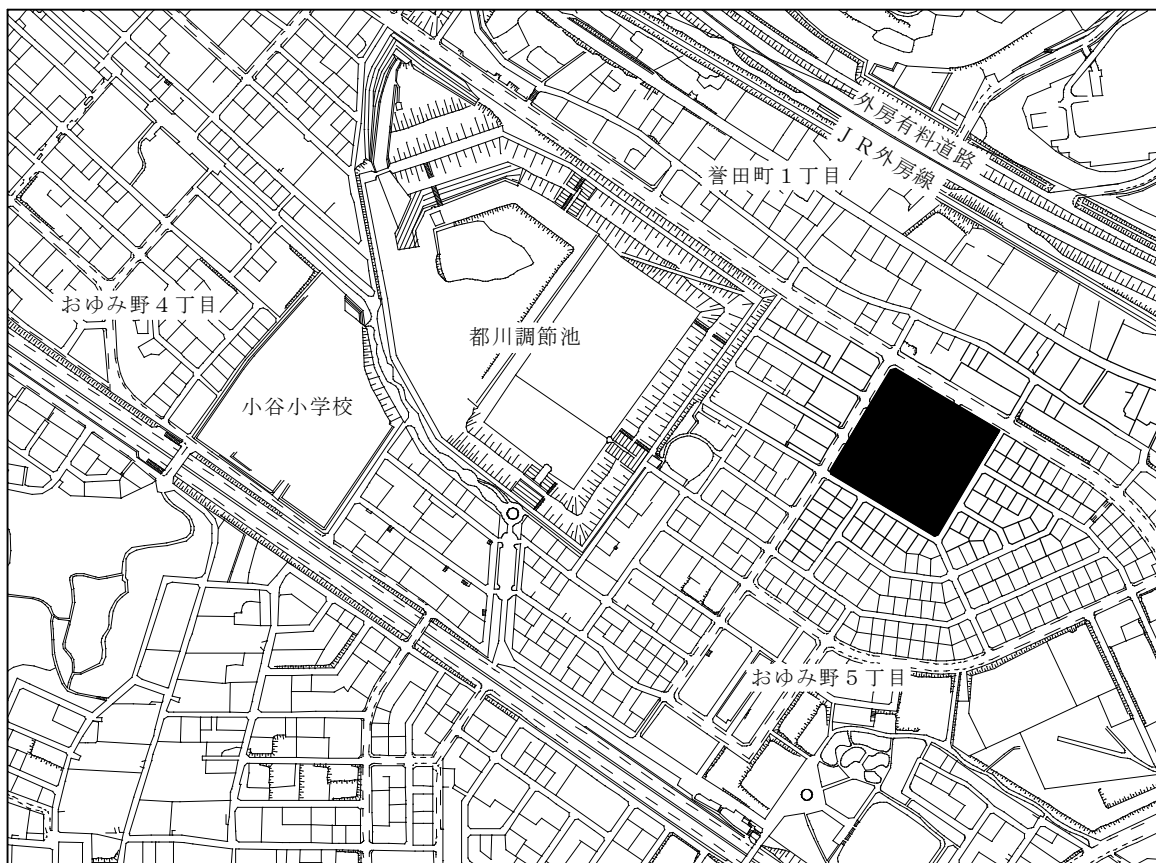 外房有料道路
ＪＲ外房線
誉田町１丁目
おゆみ野４丁目
都川調節池
小谷小学校
おゆみ野５丁目